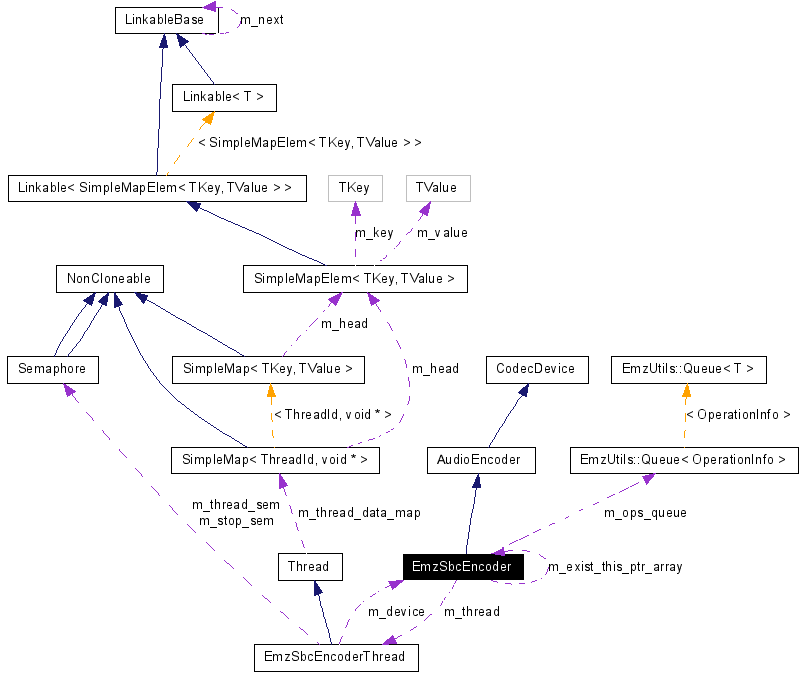 LinkableBase
m_next
Linkable< T >
< SimpleMapElem< TKey, TValue > >
Linkable< SimpleMapElem< TKey, TValue > >
TKey
TValue
m_key
m_value
NonCloneable
SimpleMapElem< TKey, TValue >
m_head
Semaphore
SimpleMap< TKey, TValue >
m_head
CodecDevice
EmzUtils::Queue< T >
< ThreadId, void * >
< OperationInfo >
SimpleMap< ThreadId, void * >
AudioEncoder
EmzUtils::Queue< OperationInfo >
m_thread_sem
m_stop_sem
m_thread_data_map
m_ops_queue
Thread
EmzSbcEncoder
m_exist_this_ptr_array
m_device
m_thread
EmzSbcEncoderThread